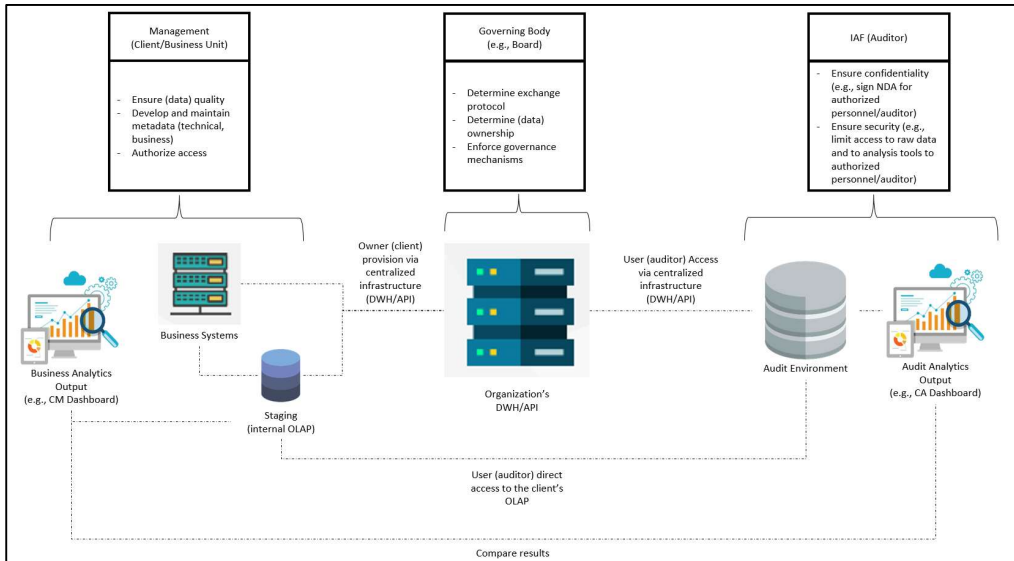 Management
(Client/Business Unit)
- Ensure (data) quality
- Develop and maintain
metadata (technical,
business)
- Authorize access
Governing Body
(e.g., Board)
- Determine exchange
protocol
- Determine (data)
ownership
- Enforce governance
mechanisms
IAF (Auditor)
- Ensure confidentiality
(e.g., sign NDA for
authorized
personnel/auditor)
- Ensure security (e.g.,
limit access to raw data
and to analysis tools to
authorized
personnel/auditor)
Business Analytics
Output
(e.g., CM Dashboard)
Business Systems
Staging
(internal OLAP)
Owner (client)
provision via
centralized
infrastructure
(DWH/API)
Organization's
DWH/API
User (auditor) Access
via centralized
infrastructure
(DWH/API)
Audit Environment
Audit Analytics
Output
(e.g., CA Dashboard)
User (auditor) direct
access to the client's
OLAP
Compare results